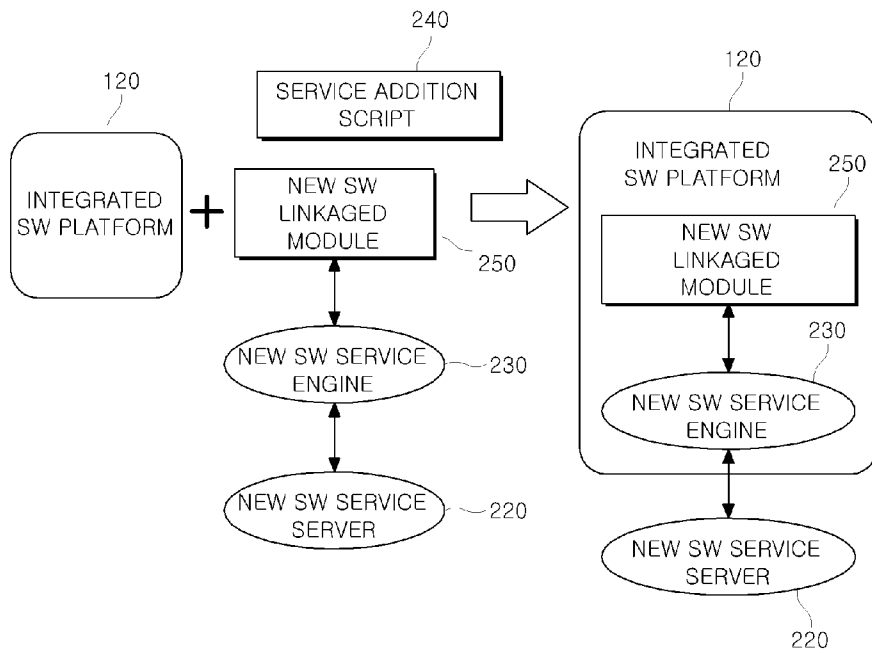 240
SERVICE ADDITION
SCRIPT
120
INTEGRATED
SW PLATFORM
+
NEW SW
LINKAGED
MODULE
250
NEW SW SERVICE
ENGINE
230
NEW SW SERVICE
SERVER
220
120
INTEGRATED
SW PLATFORM
250
NEW SW
LINKAGED
MODULE
230
NEW SW SERVICE
ENGINE
NEW SW SERVICE
SERVER
220